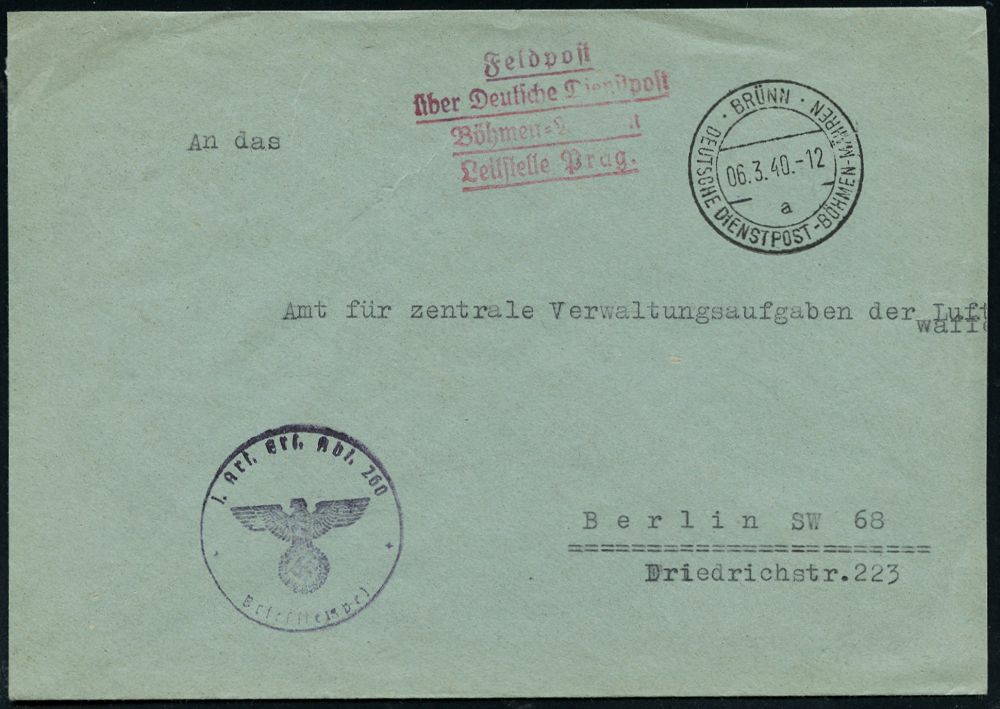 Feldpost
über Deutsche Dienstpost
Böhmen=
Leitstelle Prag.
· BRÜNN ·
DEUTSCHE DIENSTPOST-BÖHMEN-MÄHREN
06.3.40.-12
a
An das
Amt für zentrale Verwaltungsaufgaben der Luft
waffe
l. Art. Ers. Abt. 260
Briefstempel
Berlin SW 68
Driedrichstr.223